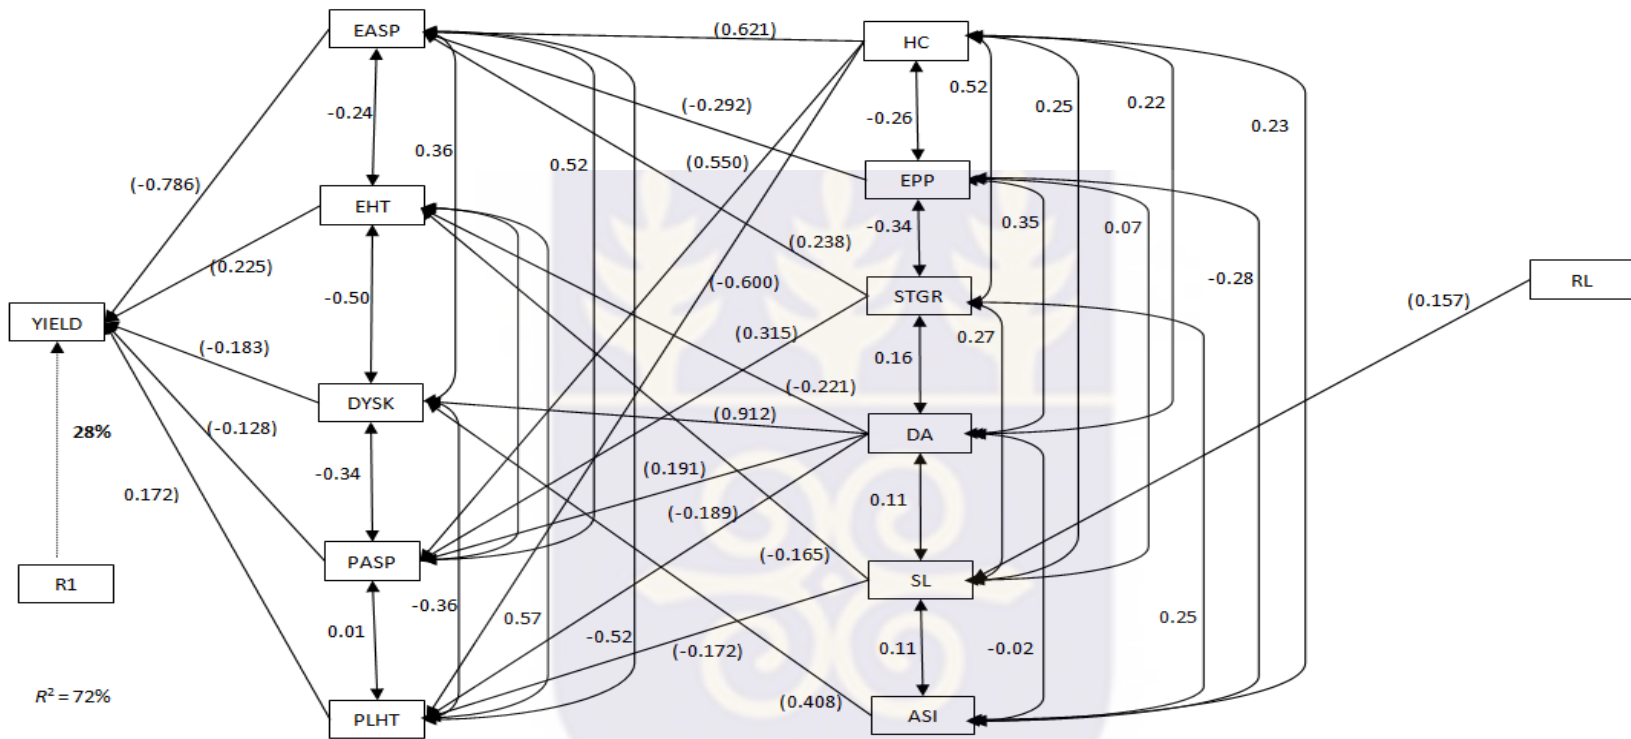 EASP
(0.621)
HC
-0.24
0.36
0.52
(-0.292)
-0.26
0.52
0.25
0.22
0.23
(-0.786)
(0.550)
EPP
EHT
(0.225)
(0.238)
-0.34
0.35
0.07
-0.28
-0.50
(-0.600)
STGR
(0.157)
RL
YIELD
(-0.183)
(0.315)
0.16
0.27
(-0.221)
DYSK
(0.912)
DA
28%
(-0.128)
-0.34
(0.191)
0.11
0.172)
(-0.189)
R1
PASP
(-0.165)
SL
-0.36
0.01
0.57
-0.52
(-0.172)
0.11
-0.02
0.25
R² = 72%
PLHT
(0.408)
ASI